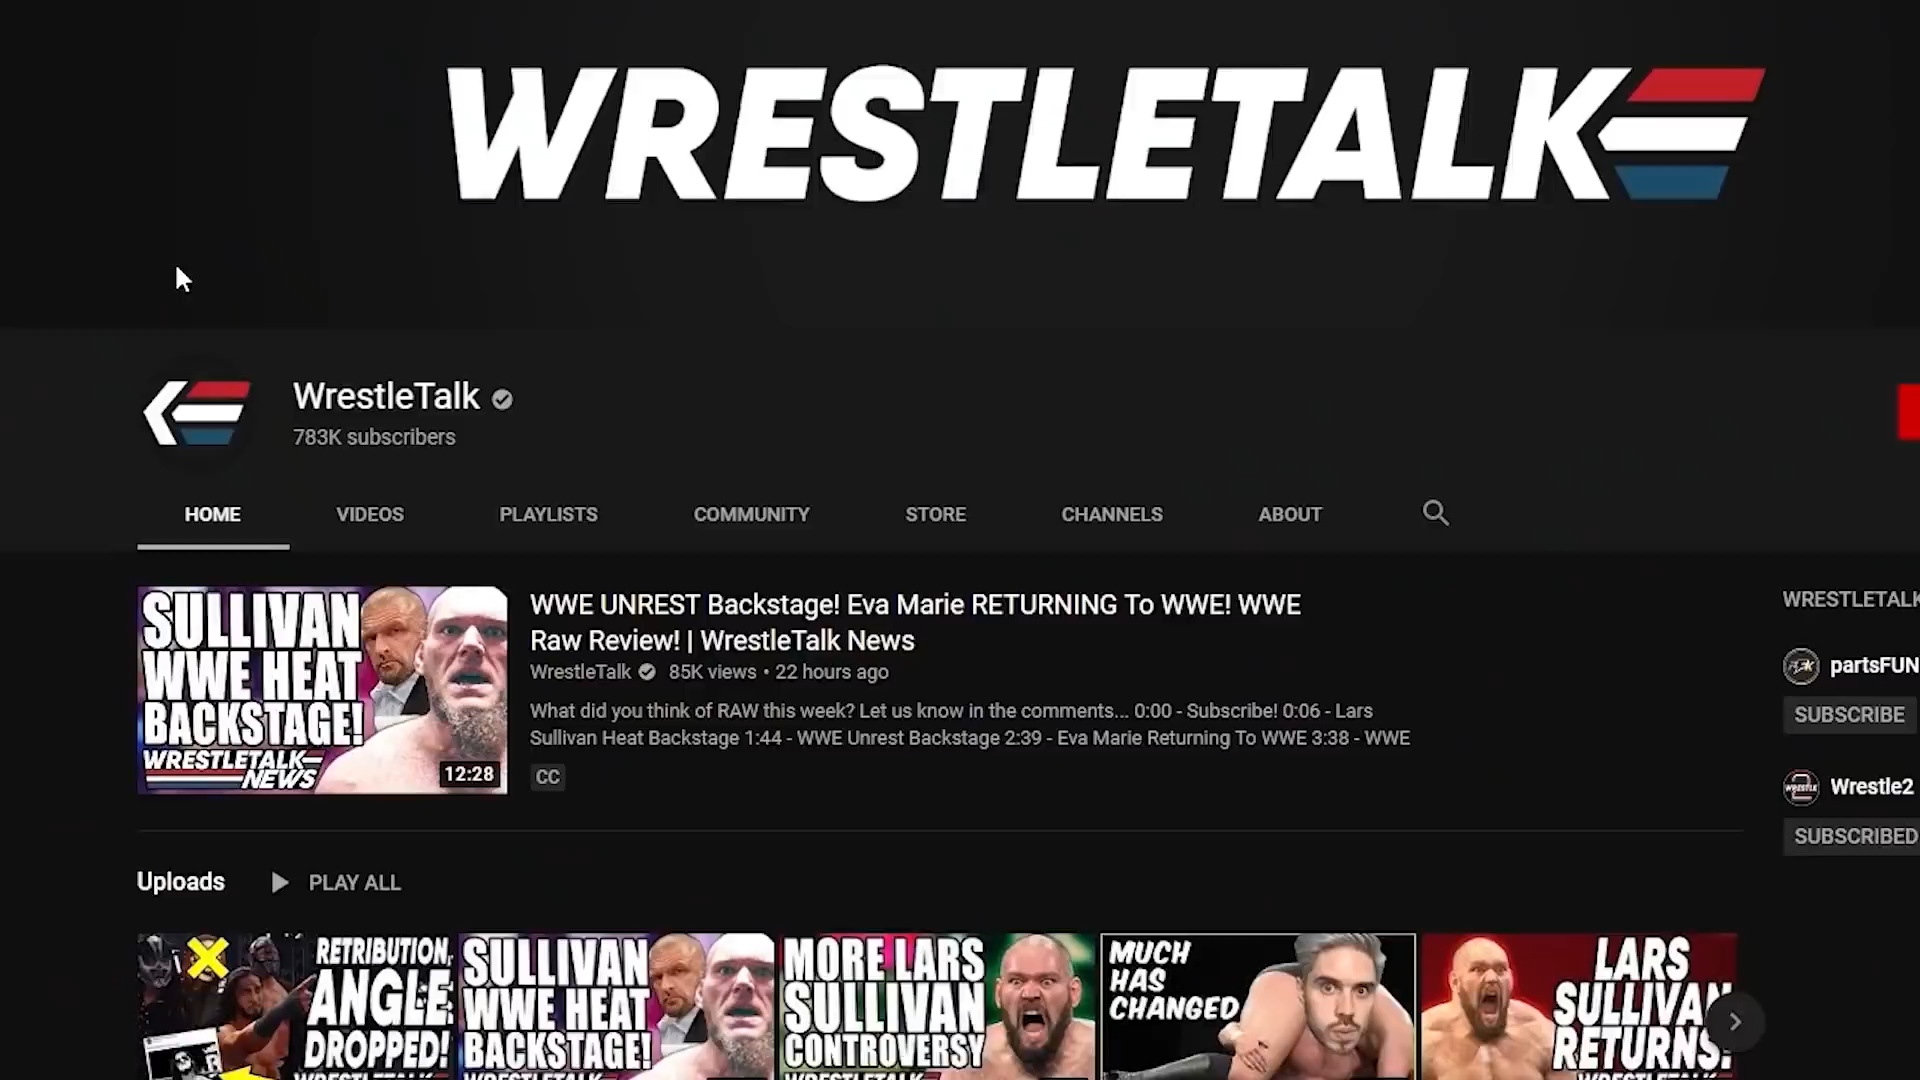 WRESTLETALK
WrestleTalk
783K subscribers
HOME
VIDEOS
PLAYLISTS
COMMUNITY
STORE
CHANNELS
ABOUT
SULLIVAN
WWE HEAT
BACKSTAGE!
WRESTLETALK
NEWS
12:28
WWE UNREST Backstage! Eva Marie RETURNING To WWE! WWE
Raw Review! | WrestleTalk News
WrestleTalk 85K views • 22 hours ago
What did you think of RAW this week? Let us know in the comments... 0:00 - Subscribe! 0:06 - Lars
Sullivan Heat Backstage 1:44 - WWE Unrest Backstage 2:39 - Eva Marie Returning To WWE 3:38 - WWE
CC
WRESTLETALK
partsFUN
SUBSCRIBE
Wrestle2
SUBSCRIBED
Uploads
PLAY ALL
RETRIBUTION
ANGLE
DROPPED!
SULLIVAN
WWE HEAT
BACKSTAGE!
MORE LARS
SULLIVAN
CONTROVERSY
MUCH
HAS
CHANGED
LARS
SULLIVAN
RETURNS!